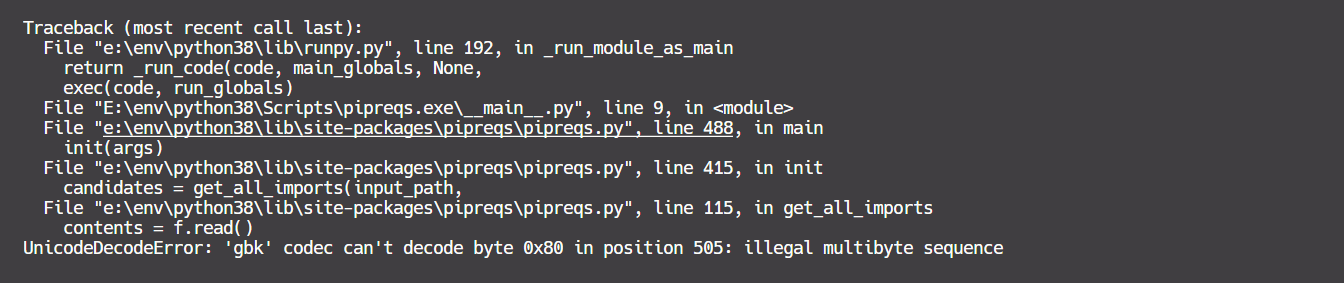 Traceback (most recent call last):
  File "e:\env\python38\lib\runpy.py", line 192, in _run_module_as_main
    return _run_code(code, main_globals, None,
    exec(code, run_globals)
  File "E:\env\python38\Scripts\pipreqs.exe\__main__.py", line 9, in <module>
  File "e:\env\python38\lib\site-packages\pipreqs\pipreqs.py", line 488, in main
    init(args)
  File "e:\env\python38\lib\site-packages\pipreqs\pipreqs.py", line 415, in init
    candidates = get_all_imports(input_path,
  File "e:\env\python38\lib\site-packages\pipreqs\pipreqs.py", line 115, in get_all_imports
    contents = f.read()
UnicodeDecodeError: 'gbk' codec can't decode byte 0x80 in position 505: illegal multibyte sequence